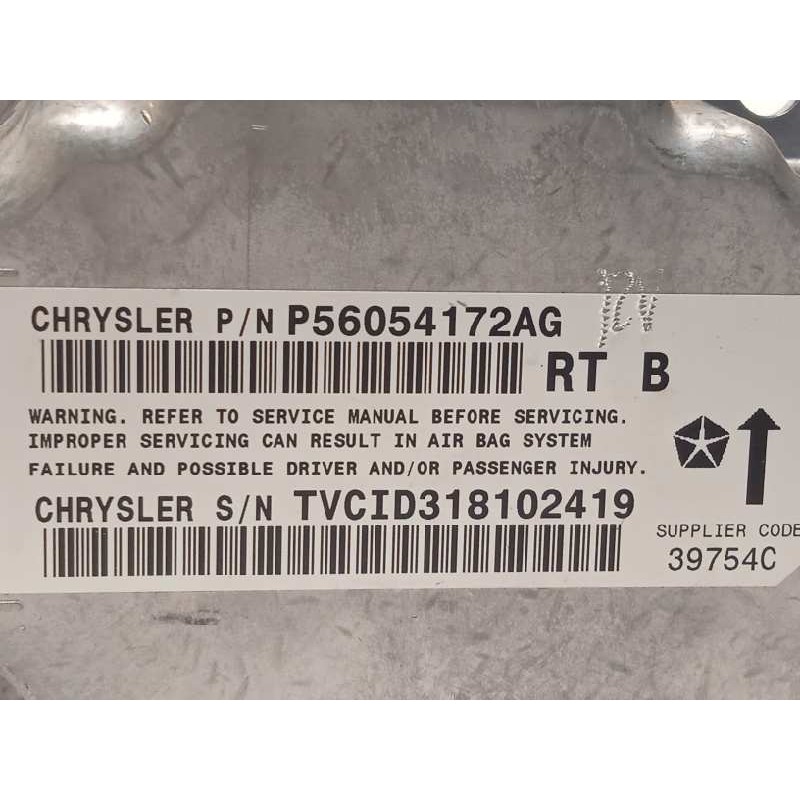 CHRYSLER P/N P56054172AG
RT B
WARNING. REFER TO SERVICE MANUAL BEFORE SERVICING.
IMPROPER SERVICING CAN RESULT IN AIR BAG SYSTEM
FAILURE AND POSSIBLE DRIVER AND/OR PASSENGER INJURY.
CHRYSLER S/N TVCID318102419
SUPPLIER CODE
39754C